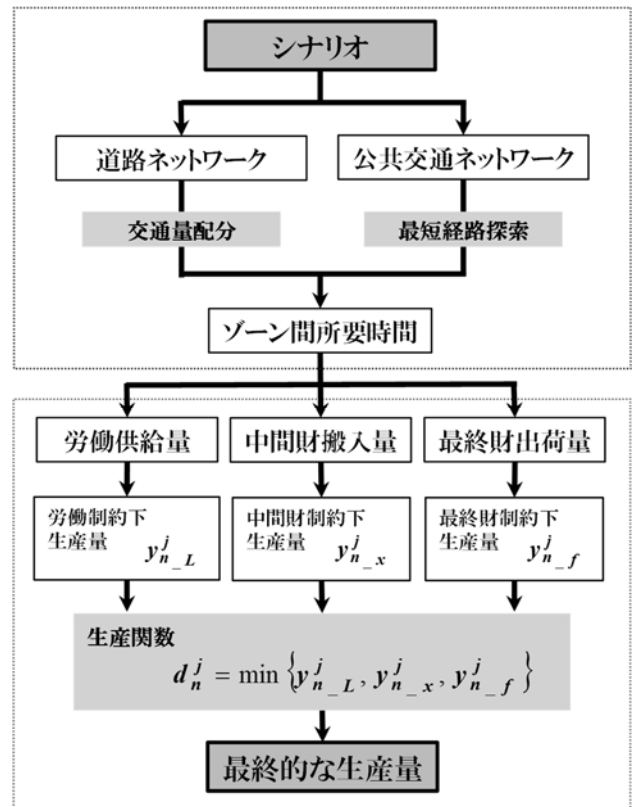 シナリオ
道路ネットワーク
公共交通ネットワーク
交通量配分
最短経路探索
ゾーン間所要時間
労働供給量
中間財搬入量
最終財出荷量
労働制約下
生産量 y^j_{n_L}
中間財制約下
生産量 y^j_{n_x}
最終財制約下
生産量 y^j_{n_f}
生産関数
d^j_n = min {y^j_{n_L}, y^j_{n_x}, y^j_{n_f}}
最終的な生産量